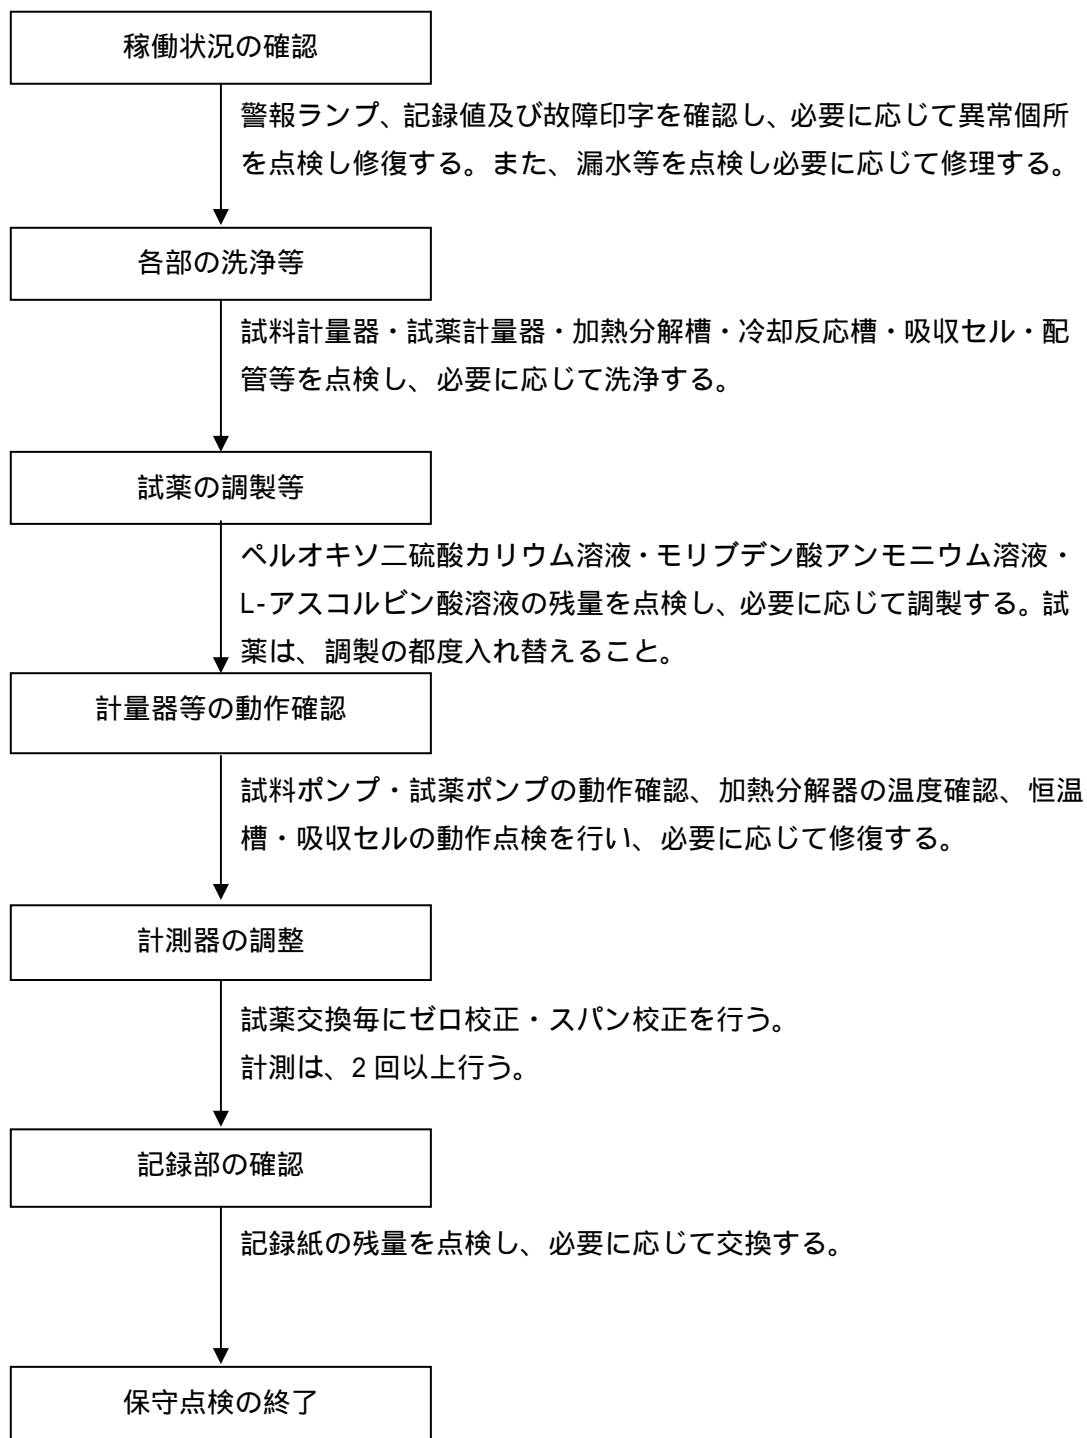 稼働状況の確認
警報ランプ、記録値及び故障印字を確認し、必要に応じて異常個所
を点検し修復する。また、漏水等を点検し必要に応じて修理する。
各部の洗浄等
試料計量器・試薬計量器・加熱分解槽・冷却反応槽・吸収セル・配
管等を点検し、必要に応じて洗浄する。
試薬の調製等
ペルオキソ二硫酸カリウム溶液・モリブデン酸アンモニウム溶液・
L-アスコルビン酸溶液の残量を点検し、必要に応じて調製する。試
薬は、調製の都度入れ替えること。
計量器等の動作確認
試料ポンプ・試薬ポンプの動作確認、加熱分解器の温度確認、恒温
槽・吸収セルの動作点検を行い、必要に応じて修復する。
計測器の調整
試薬交換毎にゼロ校正・スパン校正を行う。
計測は、2 回以上行う。
記録部の確認
記録紙の残量を点検し、必要に応じて交換する。
保守点検の終了